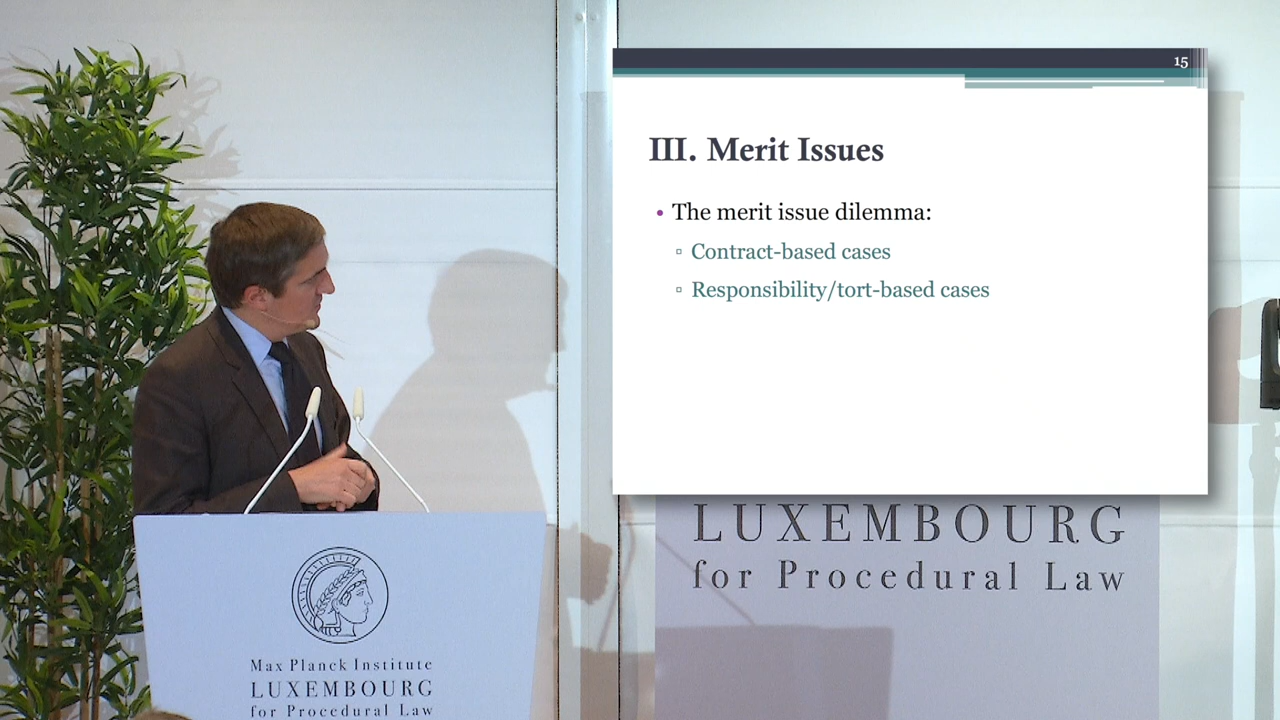 15
III. Merit Issues
• The merit issue dilemma:
▫ Contract-based cases
▫ Responsibility/tort-based cases
LUXEMBOURG
for Procedural Law
Max Planck Institute
LUXEMBOURG
for Procedural Law